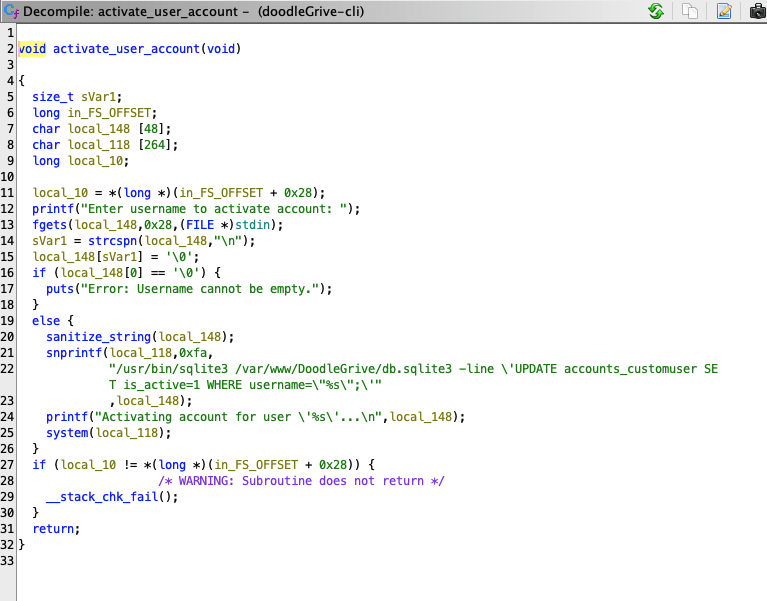 Decompile: activate_user_account - (doodleGrive-cli)
1
2 void activate_user_account(void)
3
4 {
5   size_t sVar1;
6   long in_FS_OFFSET;
7   char local_148 [48];
8   char local_118 [264];
9   long local_10;
10
11   local_10 = *(long *)(in_FS_OFFSET + 0x28);
12   printf("Enter username to activate account: ");
13   fgets(local_148,0x28,(FILE *)stdin);
14   sVar1 = strcspn(local_148,"\n");
15   local_148[sVar1] = '\0';
16   if (local_148[0] == '\0') {
17     puts("Error: Username cannot be empty.");
18   }
19   else {
20     sanitize_string(local_148);
21     snprintf(local_118,0xfa,
22              "/usr/bin/sqlite3 /var/www/DoodleGrive/db.sqlite3 -line \'UPDATE accounts_customuser SE
             T is_active=1 WHERE username=\"%s\";\'"
23              ,local_148);
24     printf("Activating account for user \'%s\'...\n",local_148);
25     system(local_118);
26   }
27   if (local_10 != *(long *)(in_FS_OFFSET + 0x28)) {
28                     /* WARNING: Subroutine does not return */
29     __stack_chk_fail();
30   }
31   return;
32 }
33